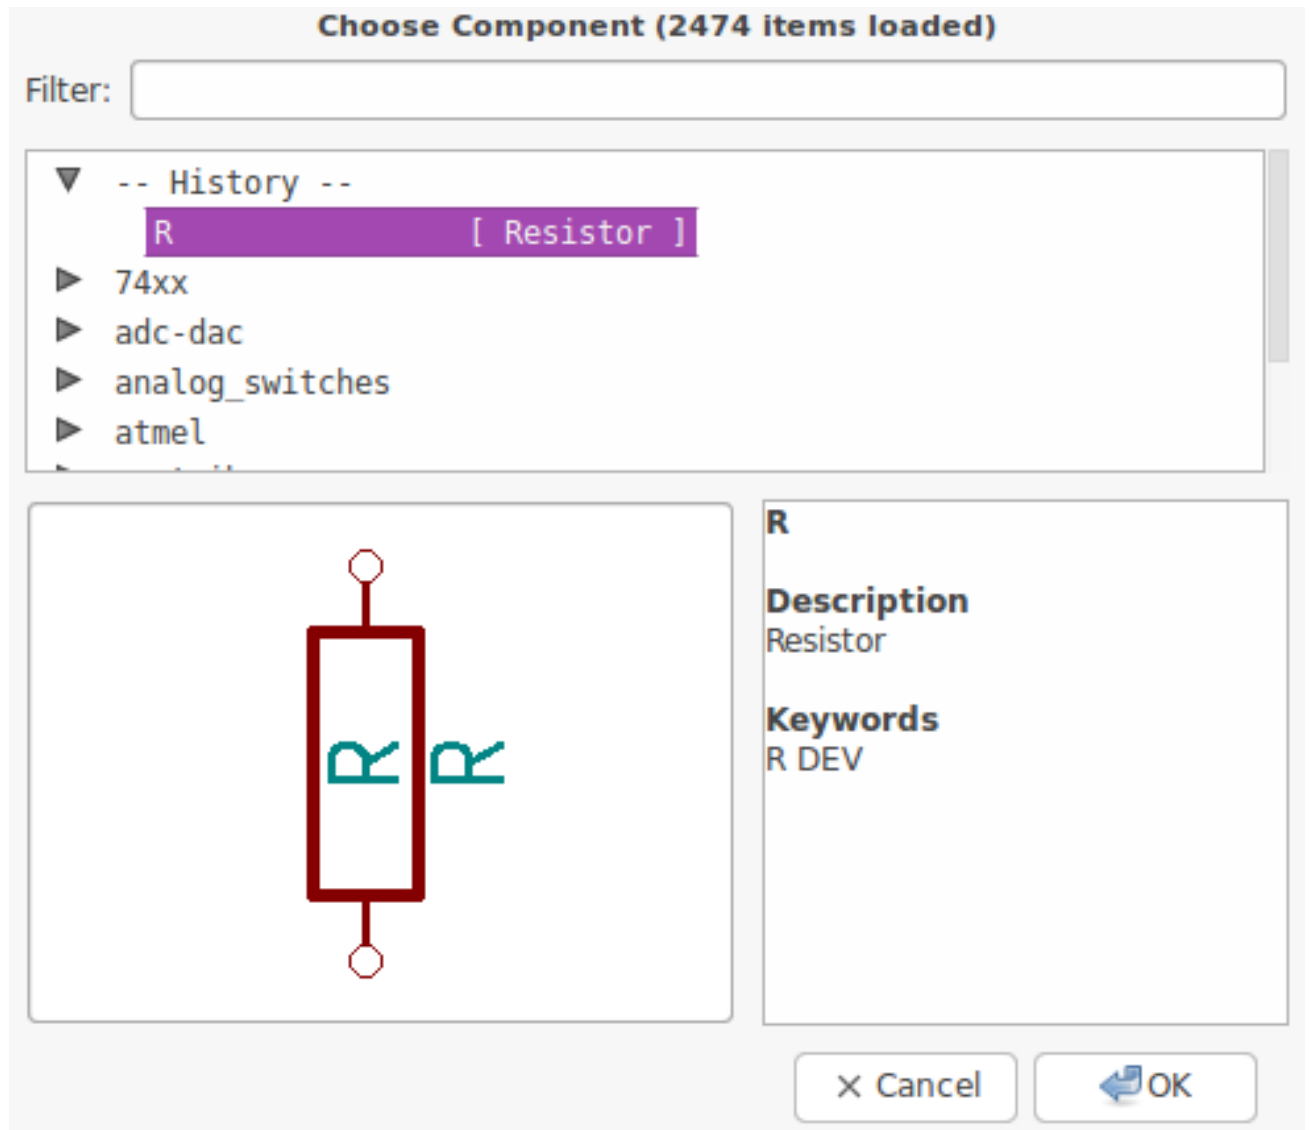 Choose Component (2474 items loaded)
Filter:
-- History --
R [ Resistor ]
74xx
adc-dac
analog_switches
atmel
R R
R
Description
Resistor
Keywords
R DEV
Cancel OK